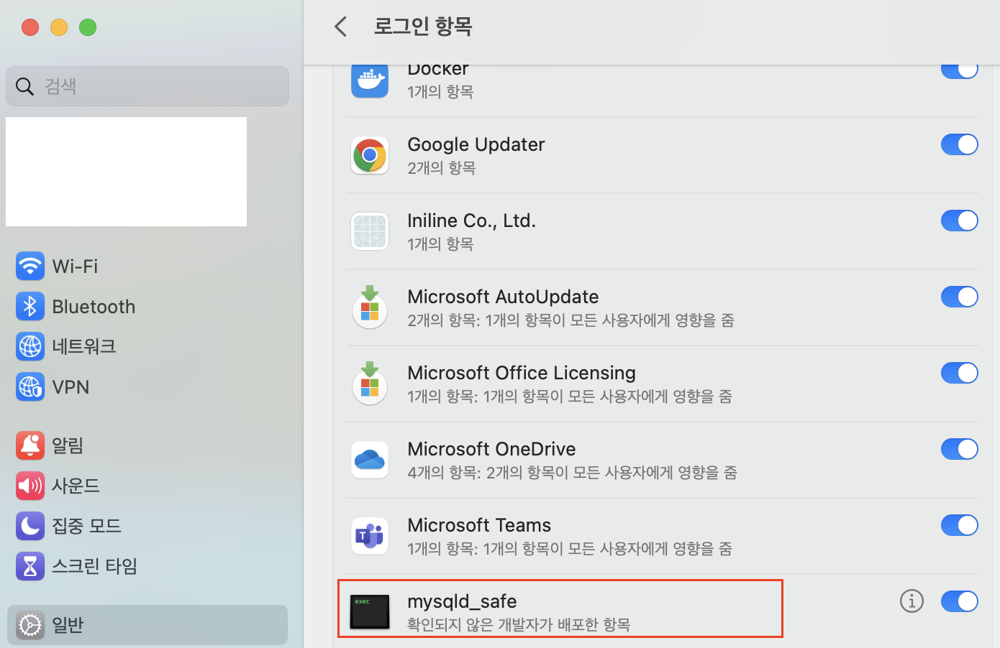 로그인 항목
검색
Wi-Fi
Bluetooth
네트워크
VPN
알림
사운드
집중 모드
스크린 타임
일반
Docker
1개의 항목
Google Updater
2개의 항목
Iniline Co., Ltd.
1개의 항목
Microsoft AutoUpdate
2개의 항목: 1개의 항목이 모든 사용자에게 영향을 줌
Microsoft Office Licensing
1개의 항목: 1개의 항목이 모든 사용자에게 영향을 줌
Microsoft OneDrive
4개의 항목: 2개의 항목이 모든 사용자에게 영향을 줌
Microsoft Teams
T
1개의 항목: 1개의 항목이 모든 사용자에게 영향을 줌
exec
mysqld_safe
확인되지 않은 개발자가 배포한 항목